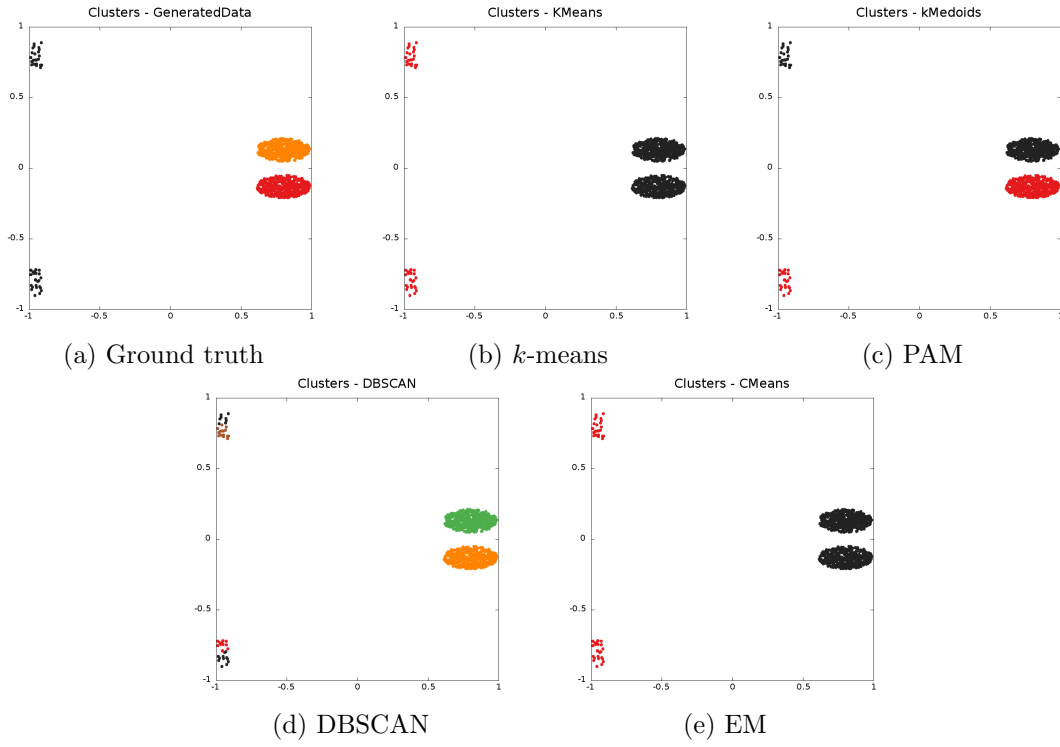 Clusters - GeneratedData
1
0.5
0
-0.5
-1
-1 -0.5 0 0.5 1
(a) Ground truth
Clusters - KMeans
1
0.5
0
-0.5
-1
-1 -0.5 0 0.5 1
(b) k-means
Clusters - kMedoids
1
0.5
0
-0.5
-1
-1 -0.5 0 0.5 1
(c) PAM
Clusters - DBSCAN
1
0.5
0
-0.5
-1
-1 -0.5 0 0.5 1
(d) DBSCAN
Clusters - CMeans
1
0.5
0
-0.5
-1
-1 -0.5 0 0.5 1
(e) EM